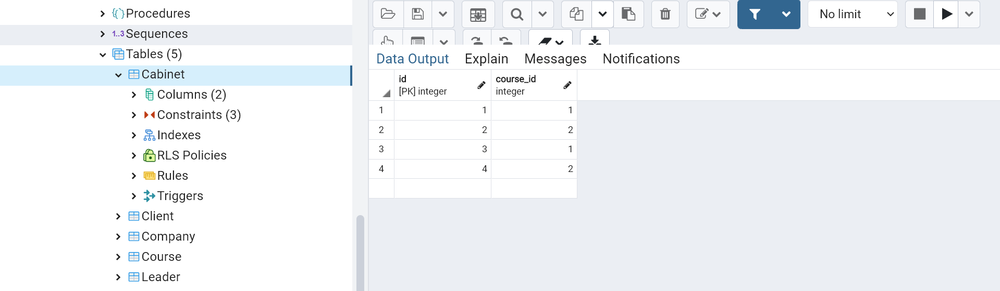 Procedures
1..3 Sequences
Tables (5)
Cabinet
Columns (2)
Constraints (3)
Indexes
RLS Policies
Rules
Triggers
Client
Company
Course
Leader
No limit
Data Output Explain Messages Notifications
id course_id
[PK] integer integer
1 1 1
2 2 2
3 3 1
4 4 2